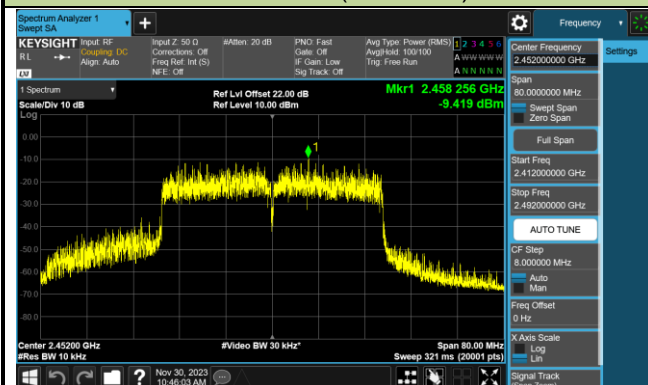 Spectrum Analyzer 1
Swept SA
+
Frequency
KEYSIGHT Input: RF
Coupling: DC
Align: Auto
RL
LXI
Input Z: 50 Ω
Corrections: Off
Freq Ref: Int (S)
NFE: Off
#Atten: 20 dB
PNO: Fast
Gate: Off
IF Gain: Low
Sig Track: Off
Avg Type: Power (RMS)
Avg|Hold: 100/100
Trig: Free Run
1 2 3 4 5 6
A W W W W W
A N N N N N
Center Frequency
2.452000000 GHz
Settings
Span
80.0000000 MHz
Swept Span
Zero Span
Full Span
Start Freq
2.412000000 GHz
Stop Freq
2.492000000 GHz
AUTO TUNE
CF Step
8.000000 MHz
Auto
Man
Freq Offset
0 Hz
X Axis Scale
Log
Lin
Signal Track
(Span Zoom)
1 Spectrum
Scale/Div 10 dB
Log
Ref Lvl Offset 22.00 dB
Ref Level 10.00 dBm
Mkr1 2.458 256 GHz
-9.419 dBm
1
0.00
-10.0
-20.0
-30.0
-40.0
-50.0
-60.0
-70.0
-80.0
Center 2.45200 GHz
#Res BW 10 kHz
#Video BW 30 kHz*
Span 80.00 MHz
Sweep 321 ms (20001 pts)
?
Nov 30, 2023
10:46:03 AM